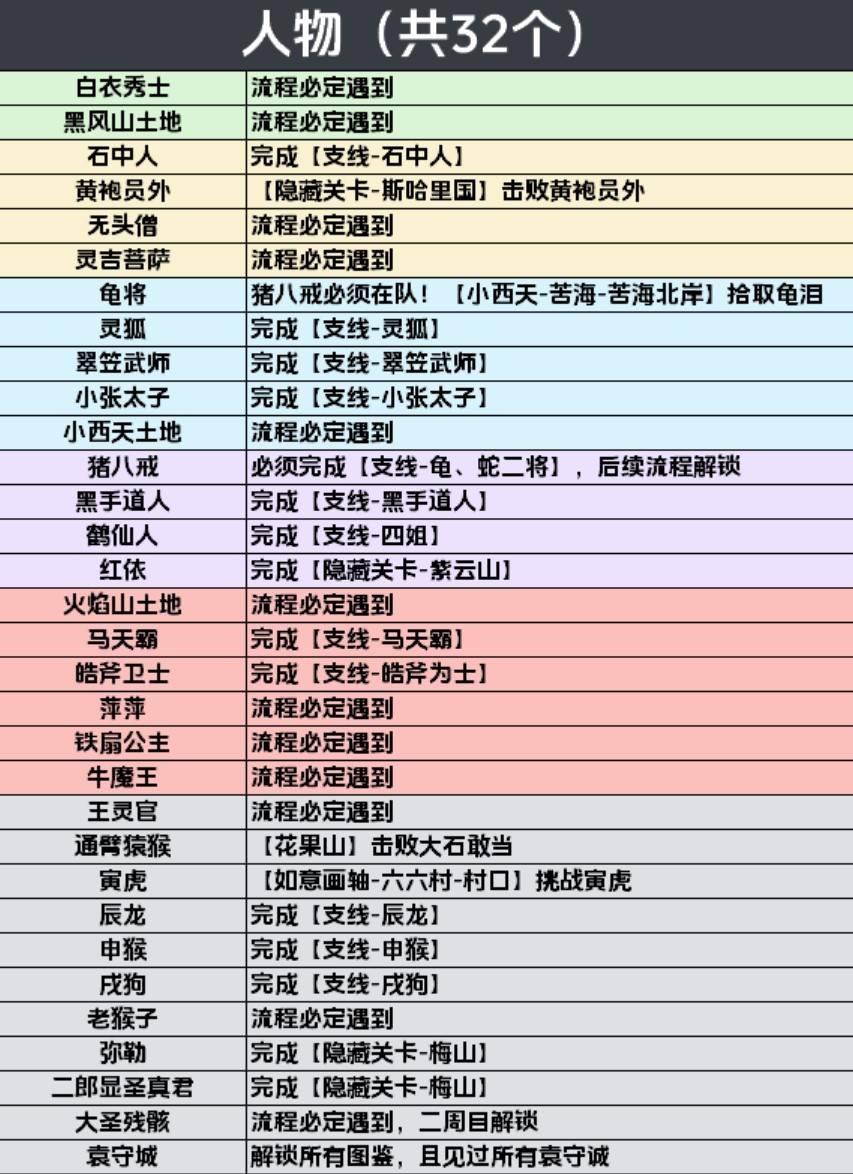 人物（共32个）
白衣秀士 流程必定遇到
黑风山土地 流程必定遇到
石中人 完成【支线-石中人】
黄袍员外 【隐藏关卡-斯哈里国】击败黄袍员外
无头僧 流程必定遇到
灵吉菩萨 流程必定遇到
龟将 猪八戒必须在队！【小西天-苦海-苦海北岸】拾取龟泪
灵狐 完成【支线-灵狐】
翠笠武师 完成【支线-翠笠武师】
小张太子 完成【支线-小张太子】
小西天土地 流程必定遇到
猪八戒 必须完成【支线-龟、蛇二将】，后续流程解锁
黑手道人 完成【支线-黑手道人】
鹤仙人 完成【支线-四姐】
红依 完成【隐藏关卡-紫云山】
火焰山土地 流程必定遇到
马天霸 完成【支线-马天霸】
皓斧卫士 完成【支线-皓斧为士】
萍萍 流程必定遇到
铁扇公主 流程必定遇到
牛魔王 流程必定遇到
王灵官 流程必定遇到
通臂猿猴 【花果山】击败大石敢当
寅虎 【如意画轴-六六村-村口】挑战寅虎
辰龙 完成【支线-辰龙】
申猴 完成【支线-申猴】
戌狗 完成【支线-戌狗】
老猴子 流程必定遇到
弥勒 完成【隐藏关卡-梅山】
二郎显圣真君 完成【隐藏关卡-梅山】
大圣残骸 流程必定遇到，二周目解锁
袁守城 解锁所有图鉴，且见过所有袁守诚